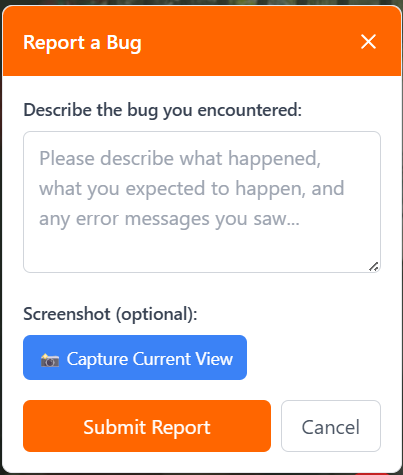 Report a Bug
Describe the bug you encountered:
Please describe what happened,
what you expected to happen, and
any error messages you saw...
Screenshot (optional):
📸 Capture Current View
Submit Report
Cancel